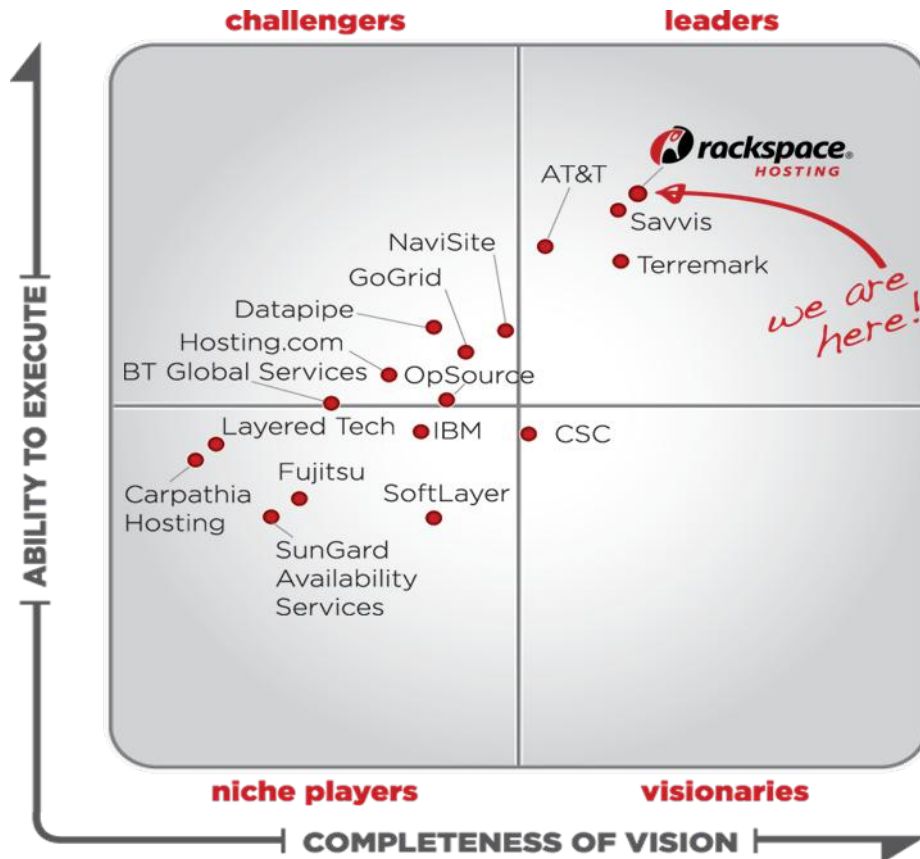 challengers
leaders
rackspace®
HOSTING
AT&T
Savvis
NaviSite
Terremark
GoGrid
we are
here!
Datapipe
Hosting.com
BT Global Services
OpSource
Layered Tech
IBM
CSC
Fujitsu
Carpathia
Hosting
SoftLayer
SunGard
Availability
Services
ABILITY TO EXECUTE
niche players
visionaries
COMPLETENESS OF VISION